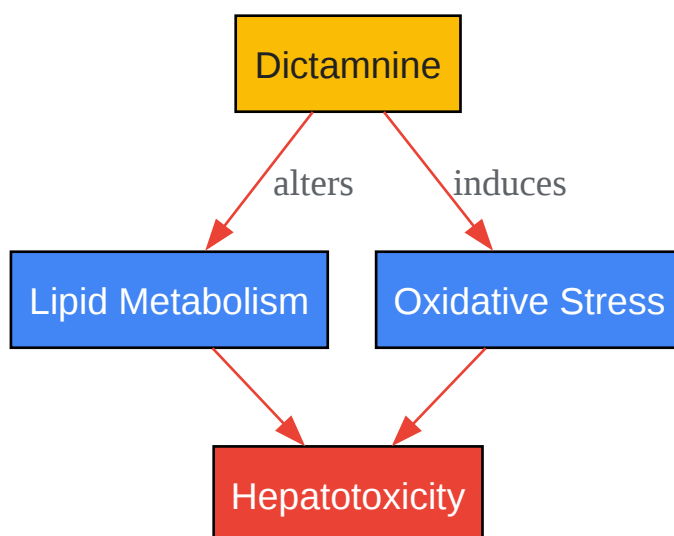 Dictamnine
alters
induces
Lipid Metabolism
Oxidative Stress
Hepatotoxicity